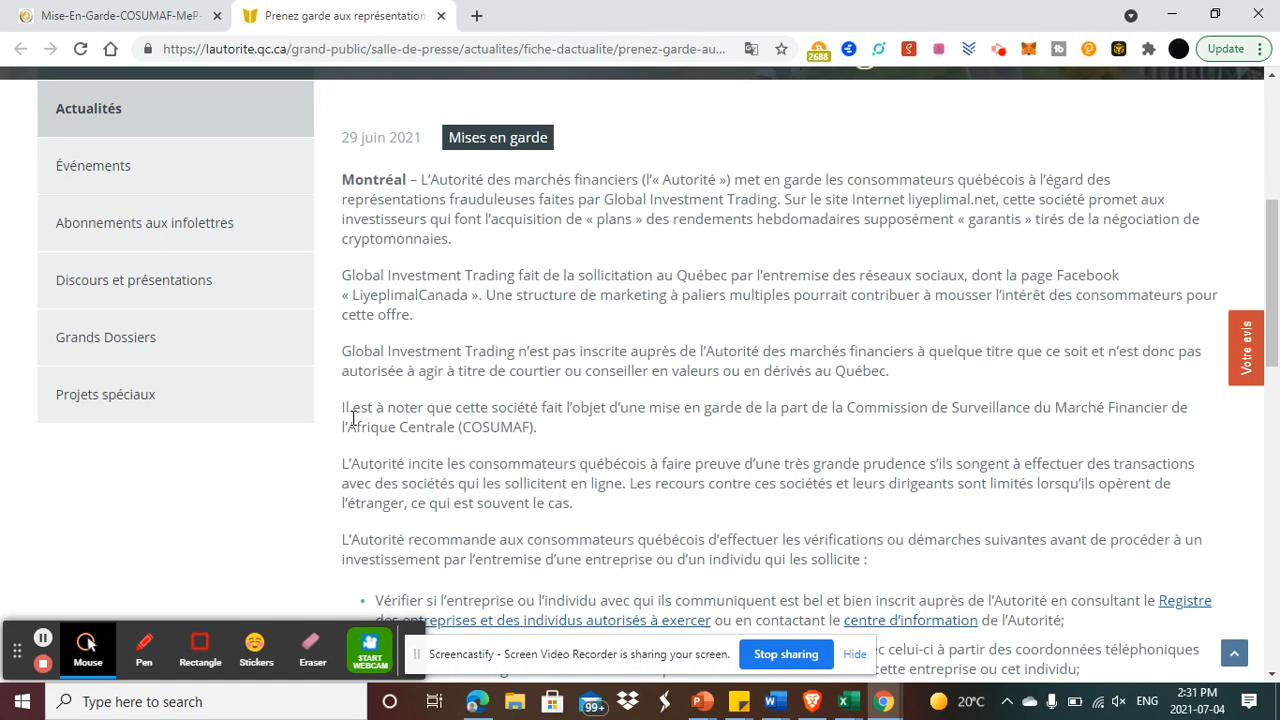 Mise-En-Garde-COSUMAF-MeP-
Prenez garde aux représentations
https://lautorite.qc.ca/grand-public/salle-de-presse/actualites/fiche-dactualite/prenez-garde-au...
2688
Update
Actualités
Événements
Abonnements aux infolettres
Discours et présentations
Grands Dossiers
Projets spéciaux
29 juin 2021 Mises en garde
Montréal – L'Autorité des marchés financiers (l'« Autorité ») met en garde les consommateurs québécois à l'égard des
représentations frauduleuses faites par Global Investment Trading. Sur le site Internet liyeplimal.net, cette société promet aux
investisseurs qui font l'acquisition de « plans » des rendements hebdomadaires supposément « garantis » tirés de la négociation de
cryptomonnaies.
Global Investment Trading fait de la sollicitation au Québec par l'entremise des réseaux sociaux, dont la page Facebook
« LiyeplimalCanada ». Une structure de marketing à paliers multiples pourrait contribuer à mousser l'intérêt des consommateurs pour
cette offre.
Global Investment Trading n'est pas inscrite auprès de l'Autorité des marchés financiers à quelque titre que ce soit et n'est donc pas
autorisée à agir à titre de courtier ou conseiller en valeurs ou en dérivés au Québec.
Il est à noter que cette société fait l'objet d'une mise en garde de la part de la Commission de Surveillance du Marché Financier de
l'Afrique Centrale (COSUMAF).
L'Autorité incite les consommateurs québécois à faire preuve d'une très grande prudence s'ils songent à effectuer des transactions
avec des sociétés qui les sollicitent en ligne. Les recours contre ces sociétés et leurs dirigeants sont limités lorsqu'ils opèrent de
l'étranger, ce qui est souvent le cas.
L'Autorité recommande aux consommateurs québécois d'effectuer les vérifications ou démarches suivantes avant de procéder à un
investissement par l'entremise d'une entreprise ou d'un individu qui les sollicite :
• Vérifier si l'entreprise ou l'individu avec qui ils communiquent est bel et bien inscrit auprès de l'Autorité en consultant le Registre
des entreprises et des individus autorisés à exercer ou en contactant le centre d'information de l'Autorité;
celui-ci à partir des coordonnées téléphoniques
cette entreprise ou cet individu;
Votre avis
Mouse
Pen
Rectangle
Stickers
Eraser
START
WEBCAM
Screencastify - Screen Video Recorder is sharing your screen.
Stop sharing
Hide
Type here to search
99+
20°C
ENG
2:31 PM
2021-07-04